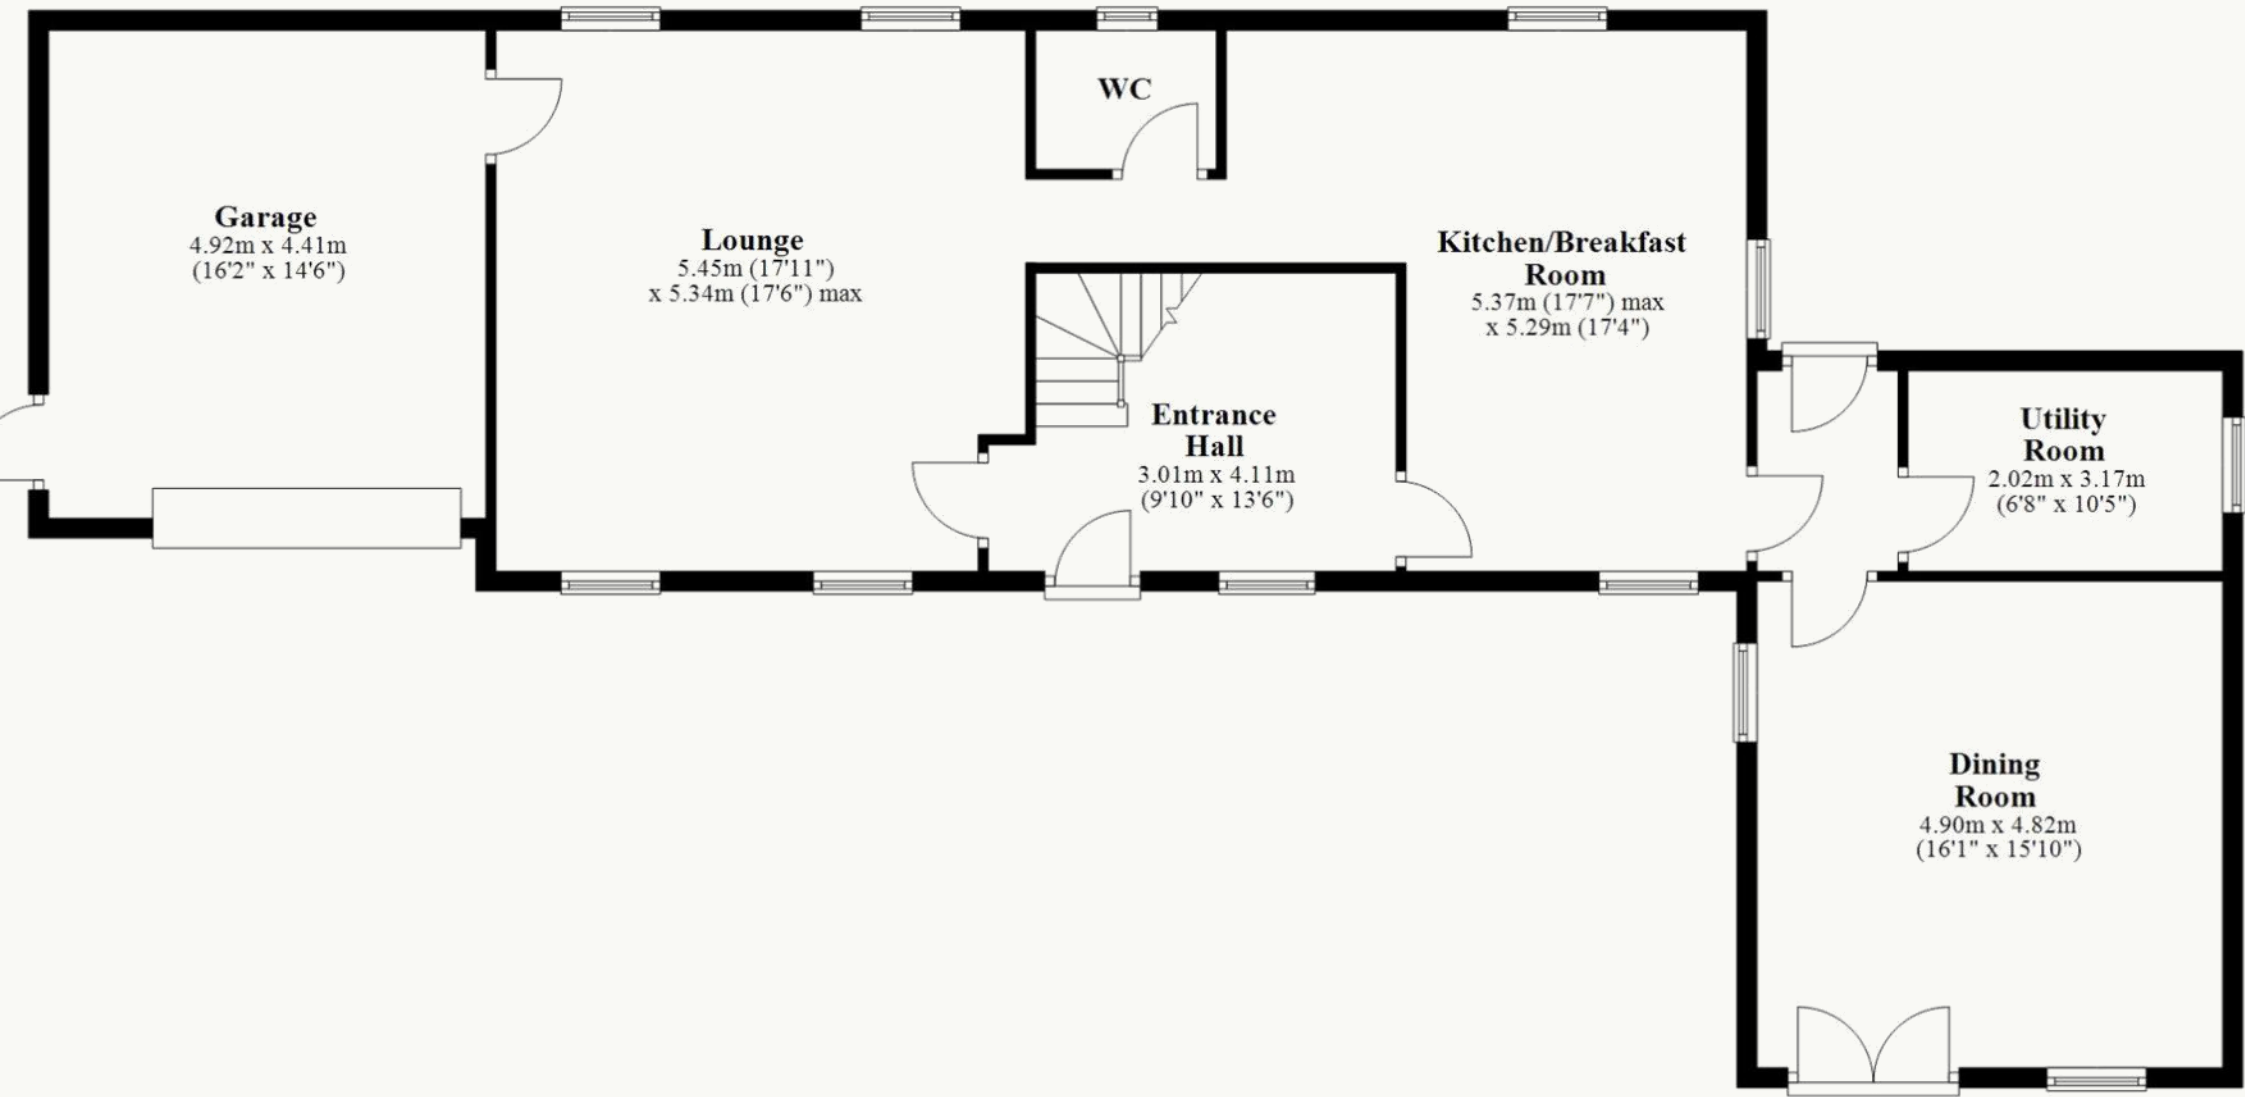 Garage
4.92m x 4.41m
(16'2" x 14'6")
Lounge
5.45m (17'11")
x 5.34m (17'6") max
WC
Kitchen/Breakfast
Room
5.37m (17'7") max
x 5.29m (17'4")
Entrance
Hall
3.01m x 4.11m
(9'10" x 13'6")
Utility
Room
2.02m x 3.17m
(6'8" x 10'5")
Dining
Room
4.90m x 4.82m
(16'1" x 15'10")